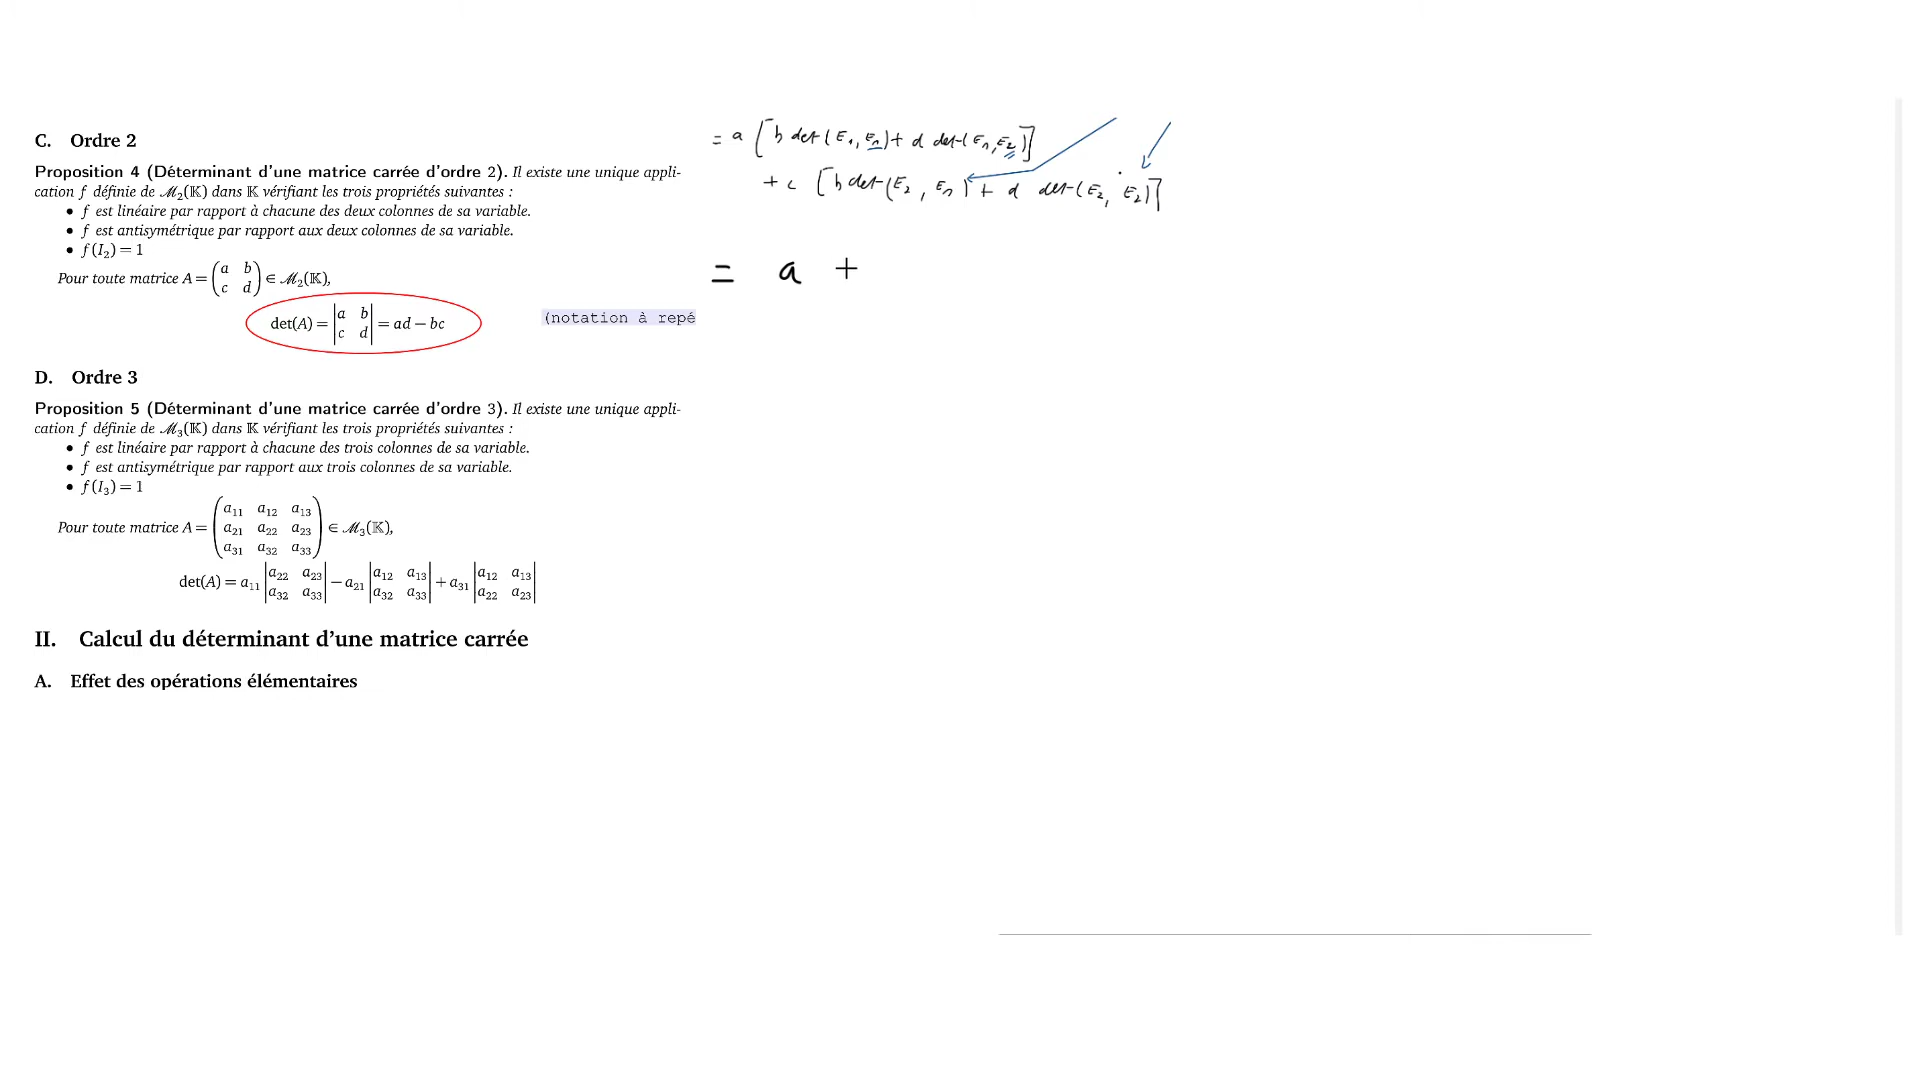 C. Ordre 2
Proposition 4 (Déterminant d'une matrice carrée d'ordre 2). Il existe une unique appli-
cation f définie de ℳ₂(𝕂) dans 𝕂 vérifiant les trois propriétés suivantes :
• f est linéaire par rapport à chacune des deux colonnes de sa variable.
• f est antisymétrique par rapport aux deux colonnes de sa variable.
• f(I₂) = 1
Pour toute matrice A = (a b ; c d) ∈ ℳ₂(𝕂),
det(A) = |a b ; c d| = ad − bc
(notation à repé
D. Ordre 3
Proposition 5 (Déterminant d'une matrice carrée d'ordre 3). Il existe une unique appli-
cation f définie de ℳ₃(𝕂) dans 𝕂 vérifiant les trois propriétés suivantes :
• f est linéaire par rapport à chacune des trois colonnes de sa variable.
• f est antisymétrique par rapport aux trois colonnes de sa variable.
• f(I₃) = 1
Pour toute matrice A = (a₁₁ a₁₂ a₁₃ ; a₂₁ a₂₂ a₂₃ ; a₃₁ a₃₂ a₃₃) ∈ ℳ₃(𝕂),
det(A) = a₁₁ |a₂₂ a₂₃ ; a₃₂ a₃₃| − a₂₁ |a₁₂ a₁₃ ; a₃₂ a₃₃| + a₃₁ |a₁₂ a₁₃ ; a₂₂ a₂₃|
II. Calcul du déterminant d'une matrice carrée
A. Effet des opérations élémentaires
= a [b det(E₁, E₁) + d det(E₁, E₂)]
+ c [b det(E₂, E₁) + d det(E₂, E₂)]
= a +